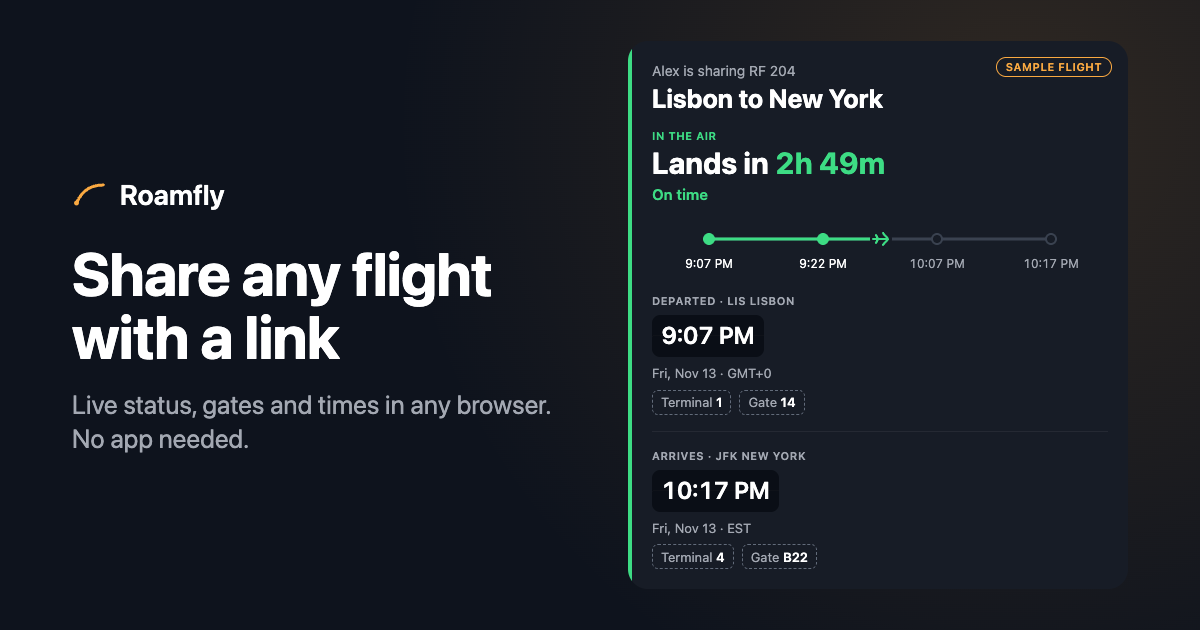 Roamfly
Share any flight
with a link
Live status, gates and times in any browser.
No app needed.
Alex is sharing RF 204
SAMPLE FLIGHT
Lisbon to New York
IN THE AIR
Lands in 2h 49m
On time
9:07 PM 9:22 PM 10:07 PM 10:17 PM
DEPARTED · LIS LISBON
9:07 PM
Fri, Nov 13 · GMT+0
Terminal 1 Gate 14
ARRIVES · JFK NEW YORK
10:17 PM
Fri, Nov 13 · EST
Terminal 4 Gate B22